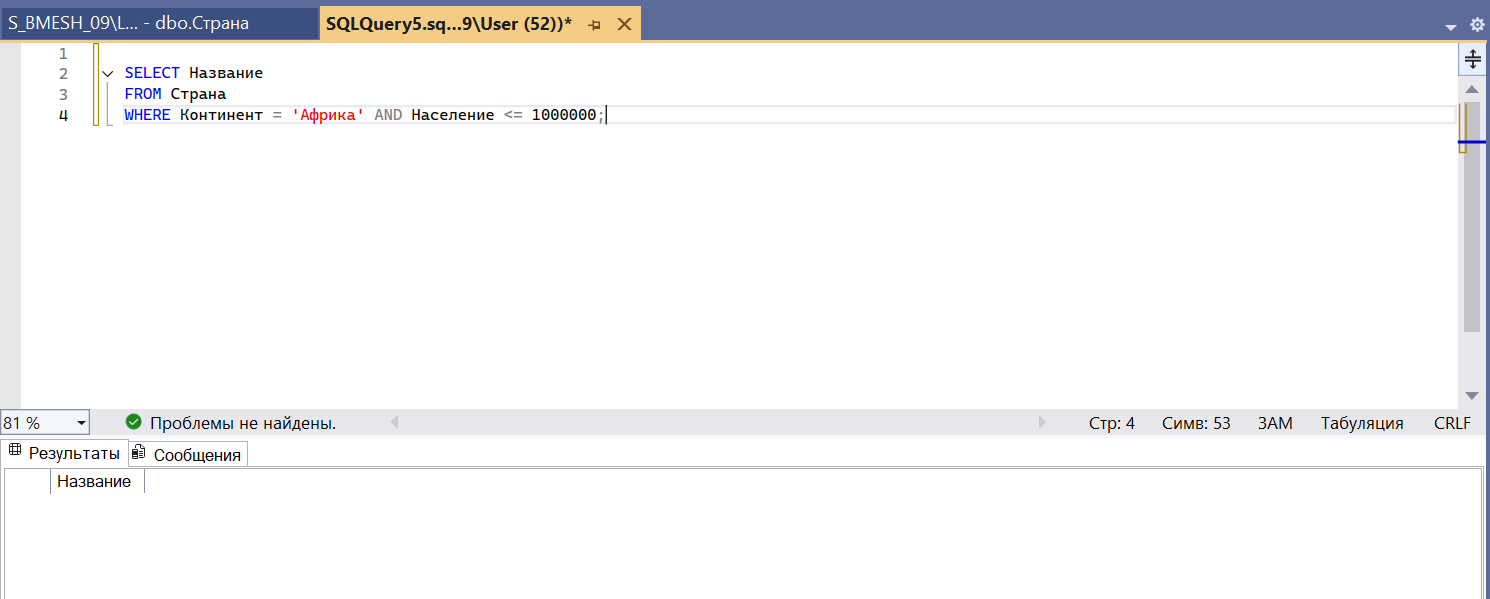 S_BMESH_09\L... - dbo.Страна
SQLQuery5.sq...9\User (52))*
1
2 SELECT Название
3 FROM Страна
4 WHERE Континент = 'Африка' AND Население <= 1000000;
81 % Проблемы не найдены. Стр: 4 Симв: 53 ЗАМ Табуляция CRLF
Результаты Сообщения
Название